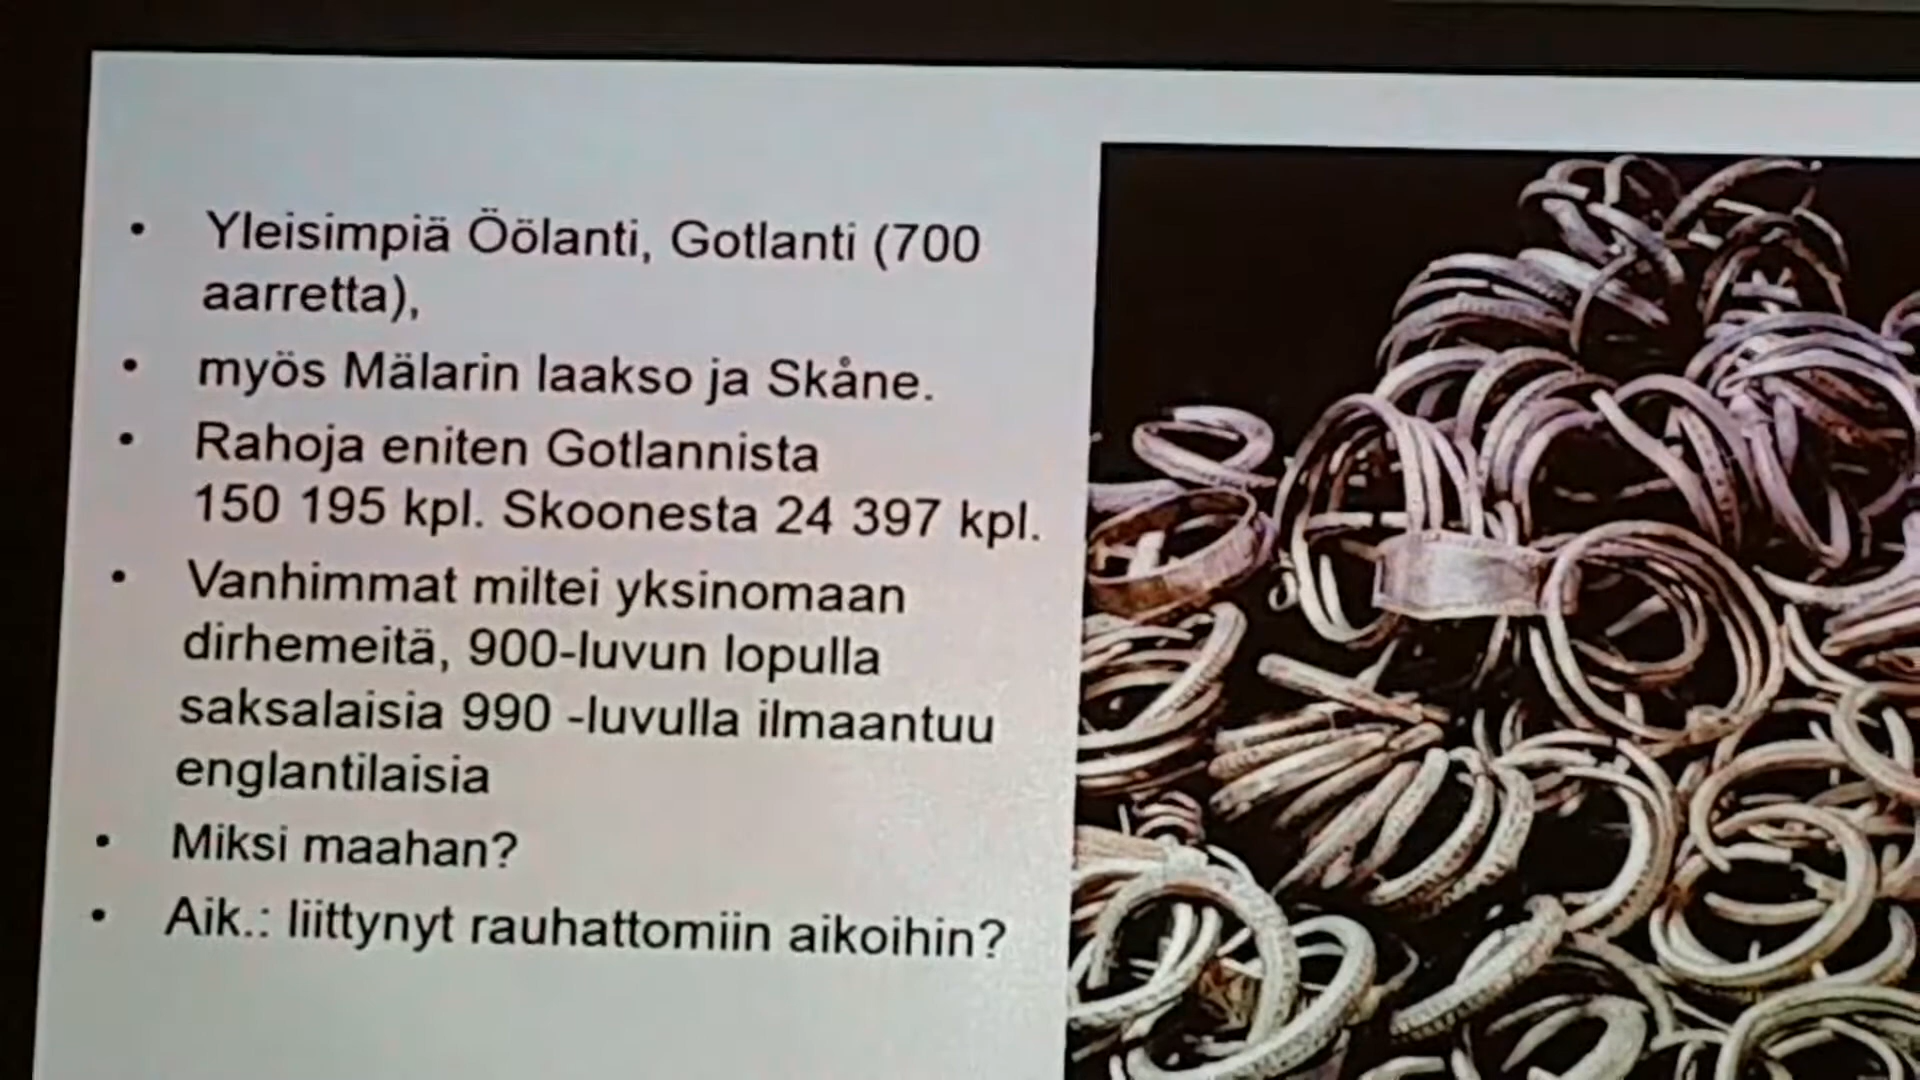 • Yleisimpiä Öölanti, Gotlanti (700
aarretta),
• myös Mälarin laakso ja Skåne.
• Rahoja eniten Gotlannista
150 195 kpl. Skoonesta 24 397 kpl.
• Vanhimmat miltei yksinomaan
dirhemeitä, 900-luvun lopulla
saksalaisia 990 -luvulla ilmaantuu
englantilaisia
• Miksi maahan?
• Aik.: liittynyt rauhattomiin aikoihin?